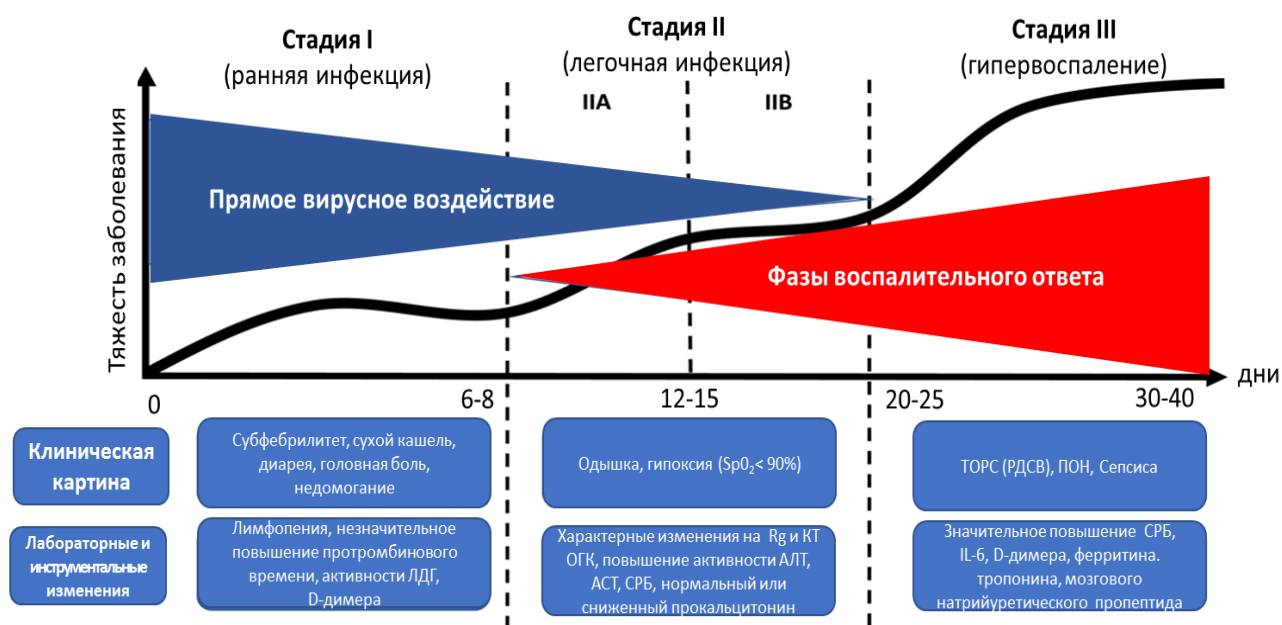 Стадия I
(ранняя инфекция)
Стадия II
(легочная инфекция)
Стадия III
(гипервоспаление)
IIA
IIB
Тяжесть заболевания
Прямое вирусное воздействие
Фазы воспалительного ответа
дни
0
6-8
12-15
20-25
30-40
Клиническая
картина
Субфебрилитет, сухой кашель,
диарея, головная боль,
недомогание
Одышка, гипоксия (Sp0₂< 90%)
ТОРС (РДСВ), ПОН, Сепсиса
Лабораторные и
инструментальные
изменения
Лимфопения, незначительное
повышение протромбинового
времени, активности ЛДГ,
D-димера
Характерные изменения на Rg и КТ
ОГК, повышение активности АЛТ,
АСТ, СРБ, нормальный или
сниженный прокальцитонин
Значительное повышение СРБ,
IL-6, D-димера, ферритина.
тропонина, мозгового
натрийуретического пропептида